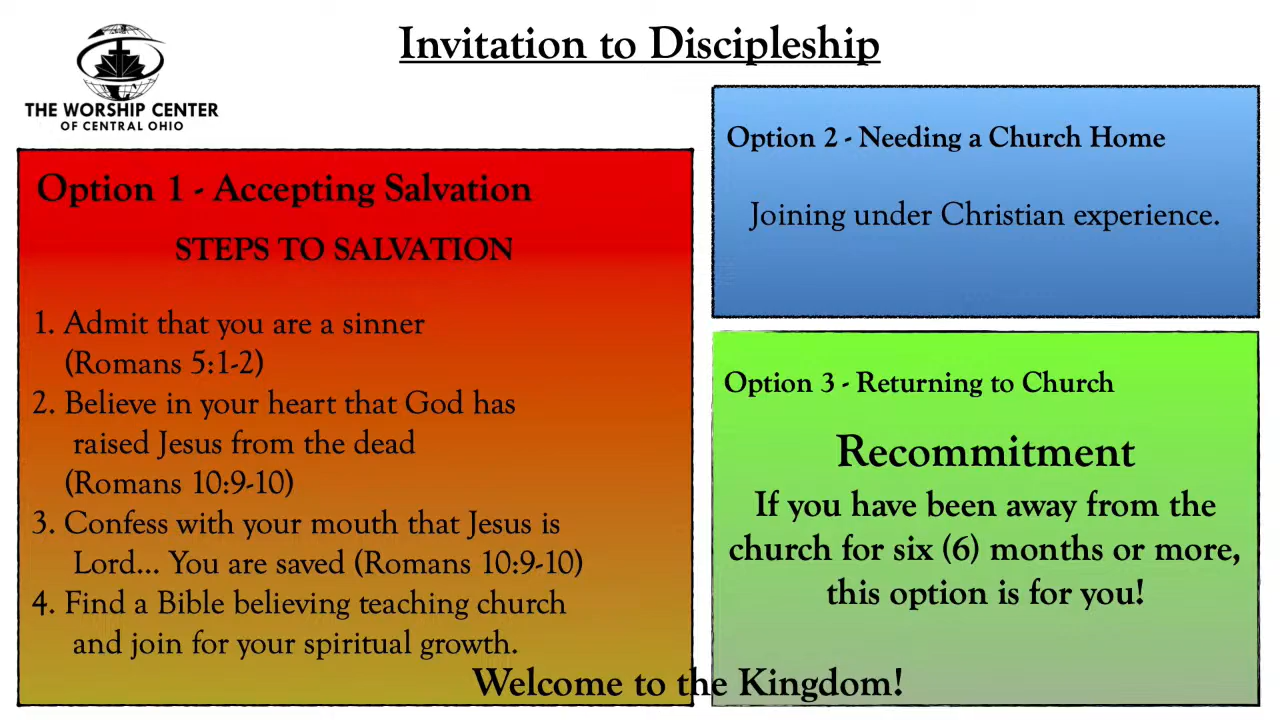 THE WORSHIP CENTER
OF CENTRAL OHIO
Invitation to Discipleship
Option 1 - Accepting Salvation
STEPS TO SALVATION
1. Admit that you are a sinner
(Romans 5:1-2)
2. Believe in your heart that God has
raised Jesus from the dead
(Romans 10:9-10)
3. Confess with your mouth that Jesus is
Lord... You are saved (Romans 10:9-10)
4. Find a Bible believing teaching church
and join for your spiritual growth.
Option 2 - Needing a Church Home
Joining under Christian experience.
Option 3 - Returning to Church
Recommitment
If you have been away from the
church for six (6) months or more,
this option is for you!
Welcome to the Kingdom!